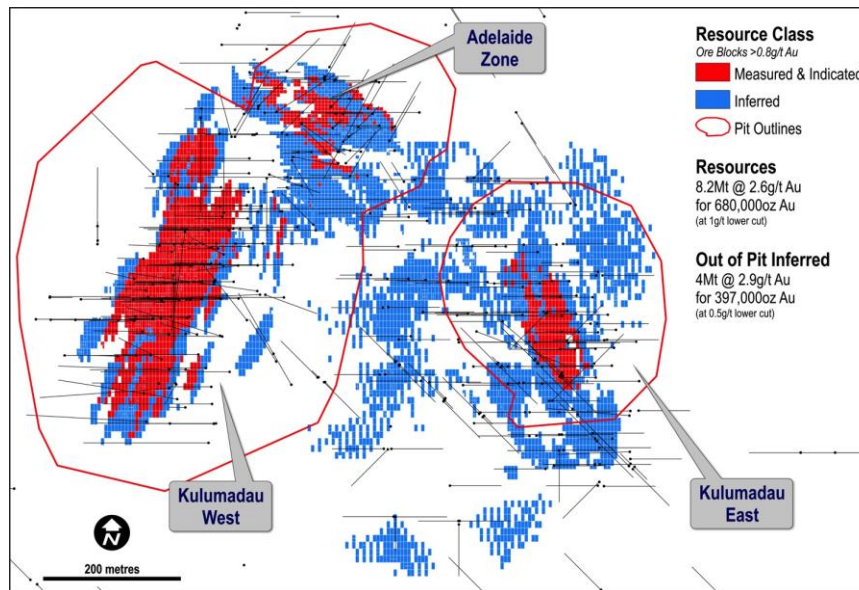 Adelaide
Zone
Resource Class
Ore Blocks >0.8g/t Au
Measured & Indicated
Inferred
Pit Outlines
Resources
8.2Mt @ 2.6g/t Au
for 680,000oz Au
(at 1g/t lower cut)
Out of Pit Inferred
4Mt @ 2.9g/t Au
for 397,000oz Au
(at 0.5g/t lower cut)
Kulumadau
West
Kulumadau
East
N
200 metres